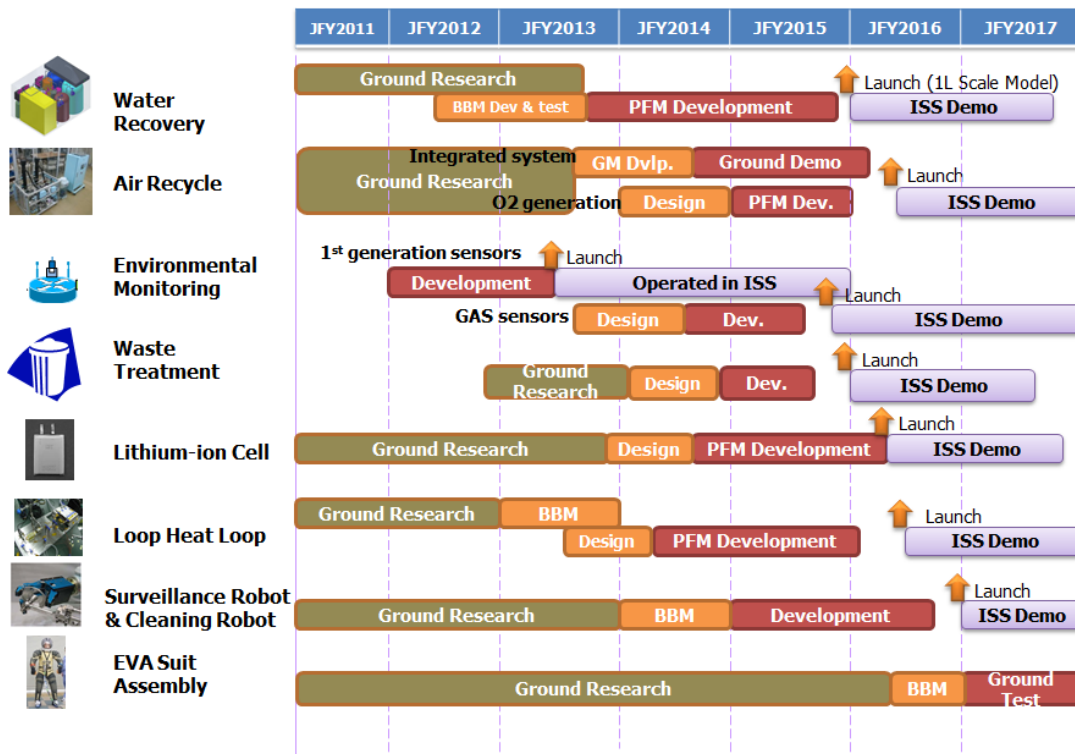 JFY2011 JFY2012 JFY2013 JFY2014 JFY2015 JFY2016 JFY2017
Water
Recovery
Ground Research
BBM Dev & test
PFM Development
Launch (1L Scale Model)
ISS Demo
Air Recycle
Ground Research
Integrated system
GM Dvlp.
Ground Demo
O2 generation
Design
PFM Dev.
Launch
ISS Demo
Environmental
Monitoring
1st generation sensors
Launch
Development
Operated in ISS
GAS sensors
Design
Dev.
Launch
ISS Demo
Waste
Treatment
Ground
Research
Design
Dev.
Launch
ISS Demo
Lithium-ion Cell
Ground Research
Design
PFM Development
Launch
ISS Demo
Loop Heat Loop
Ground Research
BBM
Design
PFM Development
Launch
ISS Demo
Surveillance Robot
& Cleaning Robot
Ground Research
BBM
Development
Launch
ISS Demo
EVA Suit
Assembly
Ground Research
BBM
Ground
Test